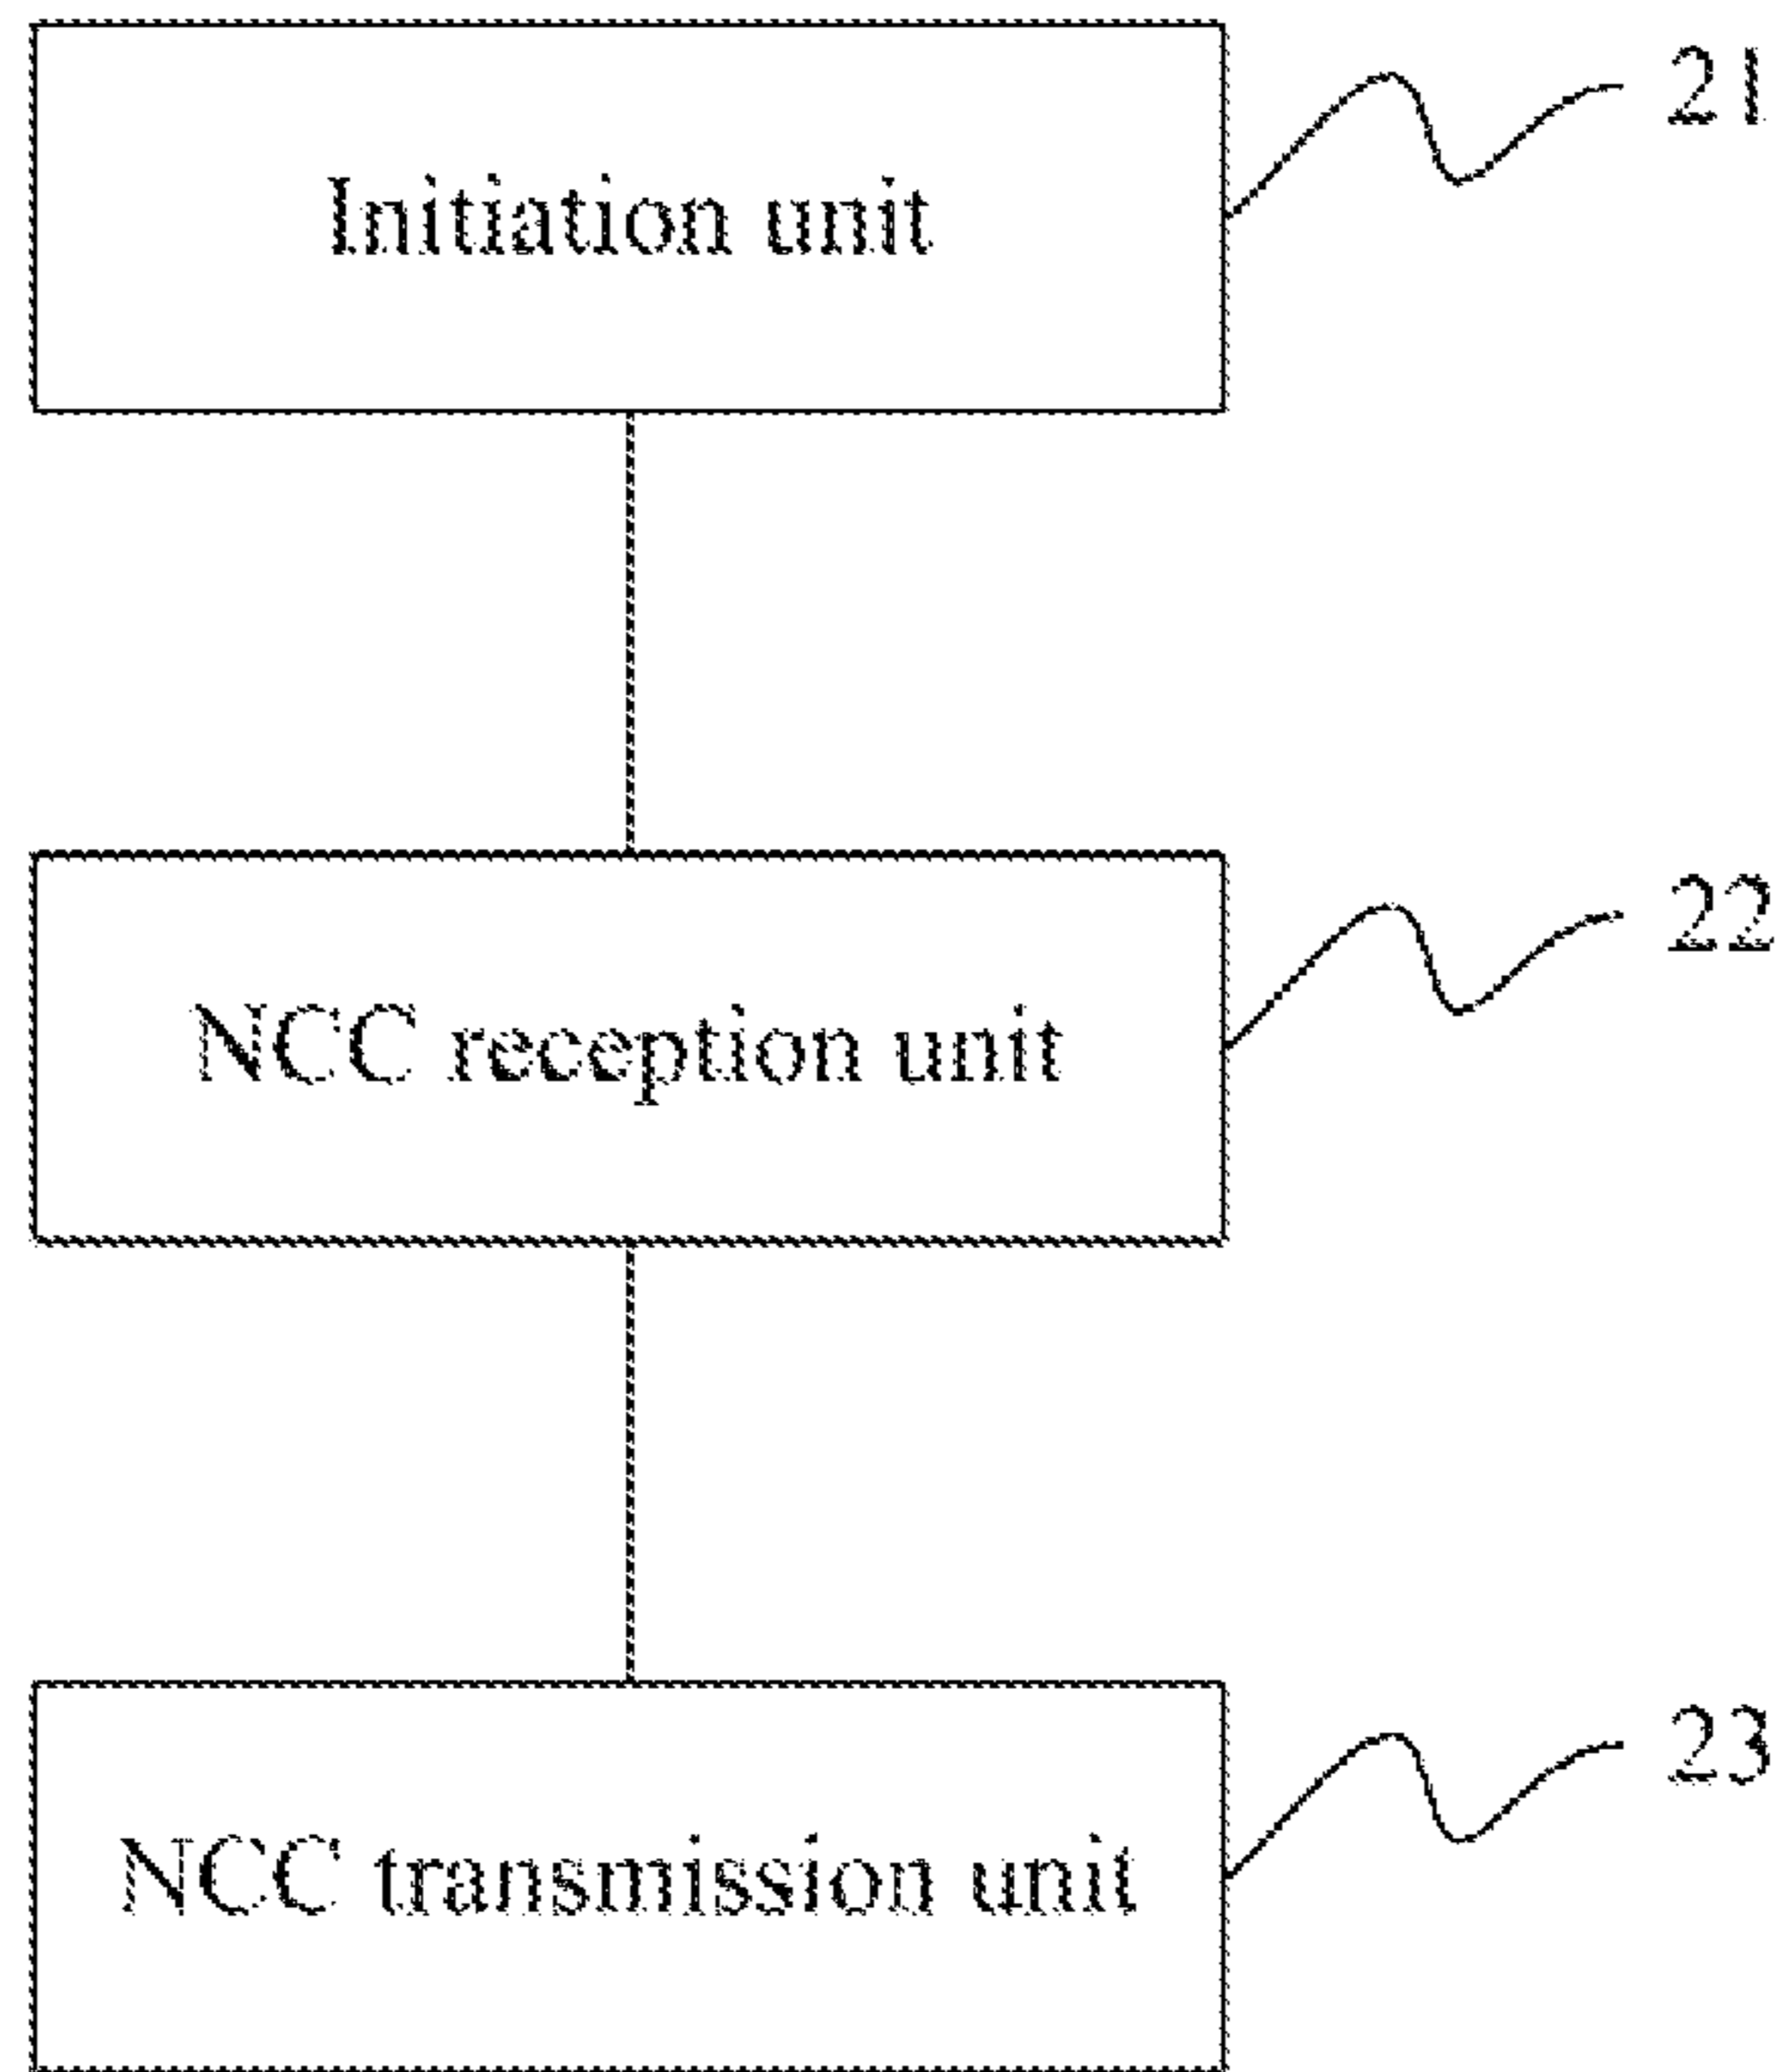 Initiation unit
21
NCC reception unit
22
NCC transmission unit
23